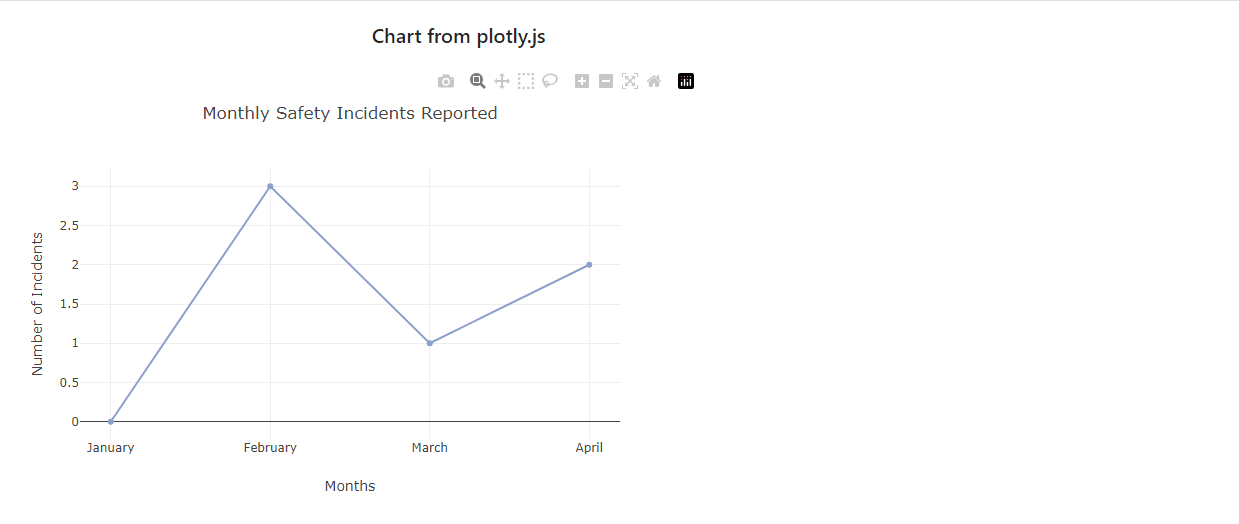 Chart from plotly.js
Monthly Safety Incidents Reported
Number of Incidents
3
2.5
2
1.5
1
0.5
0
January February March April
Months